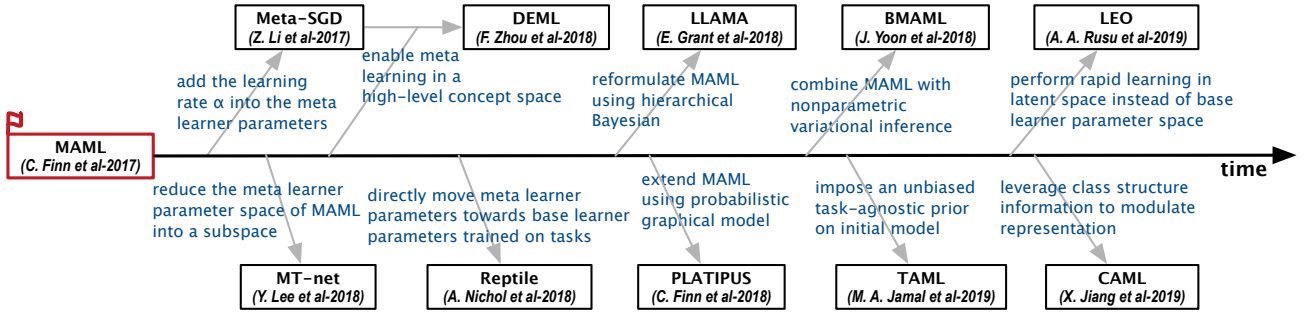 Meta-SGD
(Z. Li et al-2017)
DEML
(F. Zhou et al-2018)
LLAMA
(E. Grant et al-2018)
BMAML
(J. Yoon et al-2018)
LEO
(A. A. Rusu et al-2019)
add the learning
rate α into the meta
learner parameters
enable meta
learning in a
high-level concept space
reformulate MAML
using hierarchical
Bayesian
combine MAML with
nonparametric
variational inference
perform rapid learning in
latent space instead of base
learner parameter space
MAML
(C. Finn et al-2017)
time
reduce the meta learner
parameter space of MAML
into a subspace
directly move meta learner
parameters towards base learner
parameters trained on tasks
extend MAML
using probabilistic
graphical model
impose an unbiased
task-agnostic prior
on initial model
leverage class structure
information to modulate
representation
MT-net
(Y. Lee et al-2018)
Reptile
(A. Nichol et al-2018)
PLATIPUS
(C. Finn et al-2018)
TAML
(M. A. Jamal et al-2019)
CAML
(X. Jiang et al-2019)